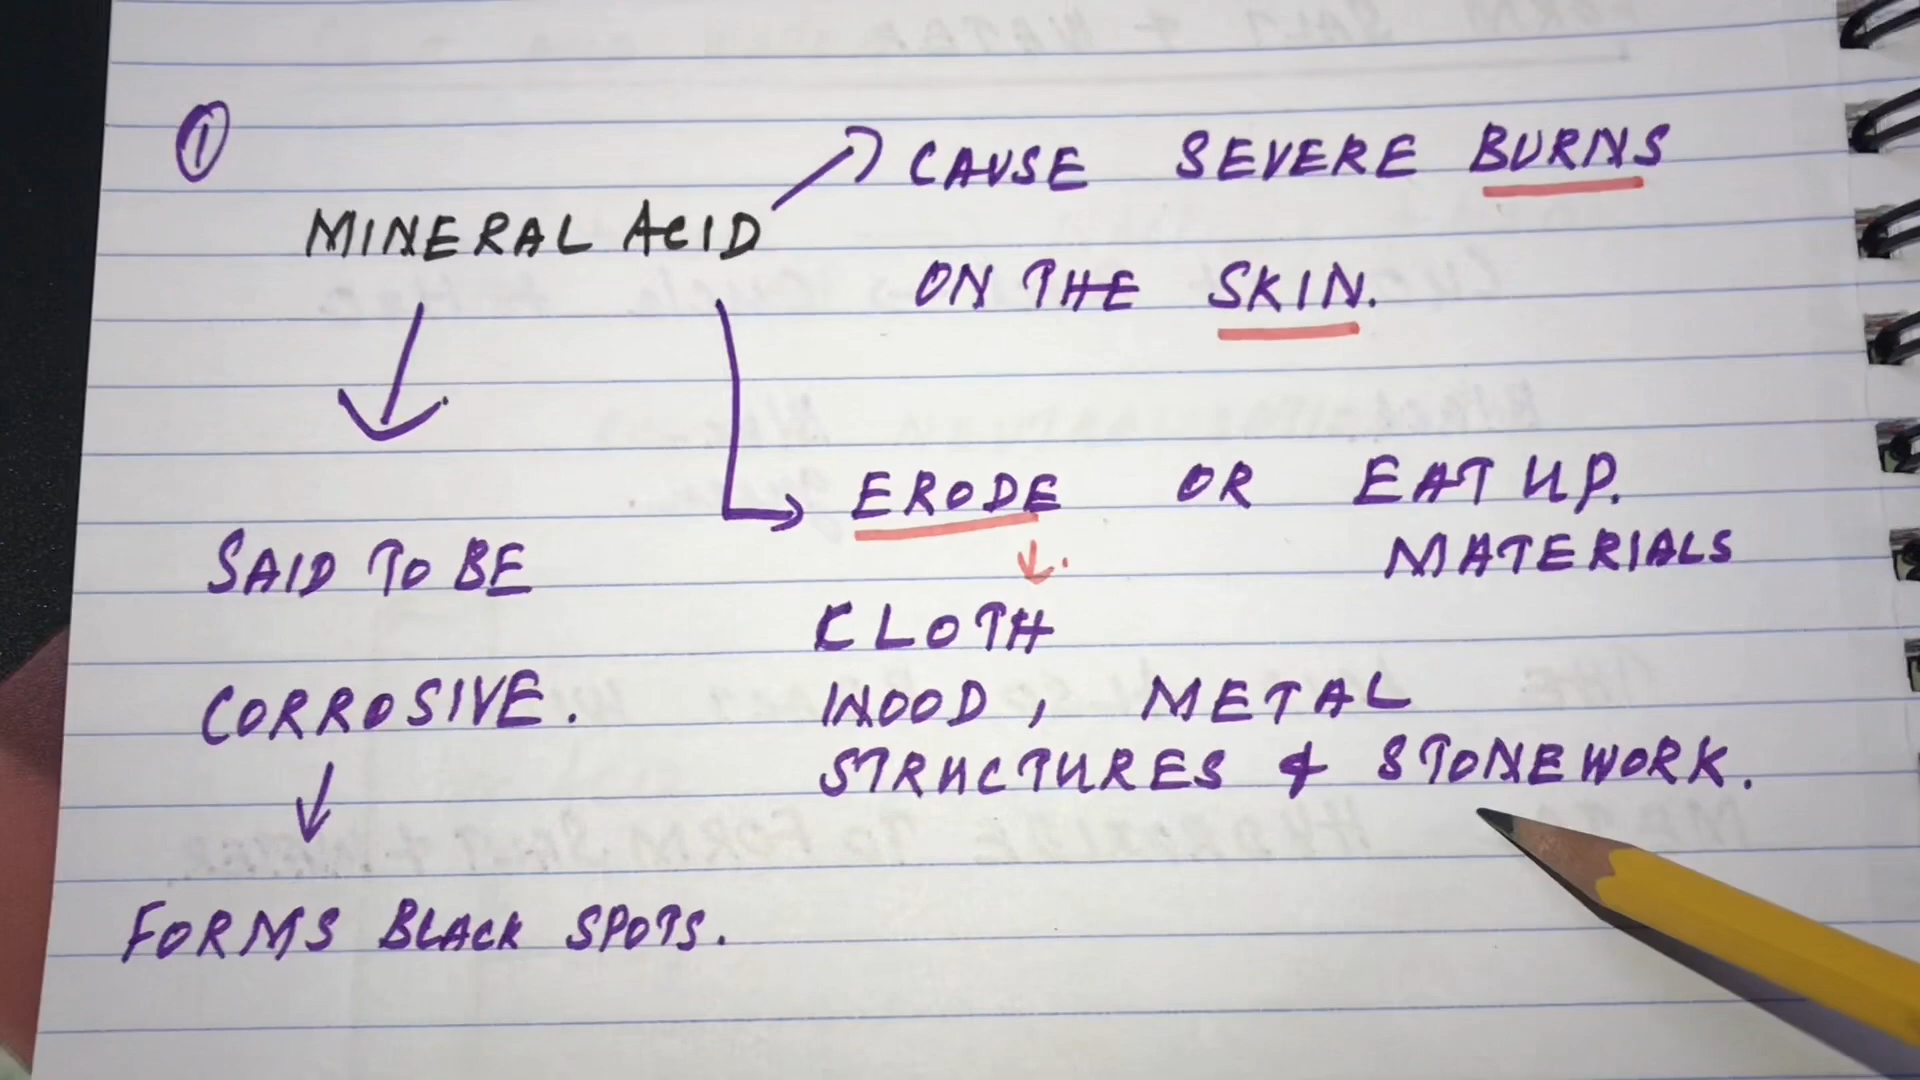 ①
MINERAL ACID
CAUSE SEVERE BURNS
ON THE SKIN.
SAID TO BE
CORROSIVE.
FORMS BLACK SPOTS.
ERODE OR EAT UP.
MATERIALS
CLOTH
WOOD, METAL
STRUCTURES & STONEWORK.